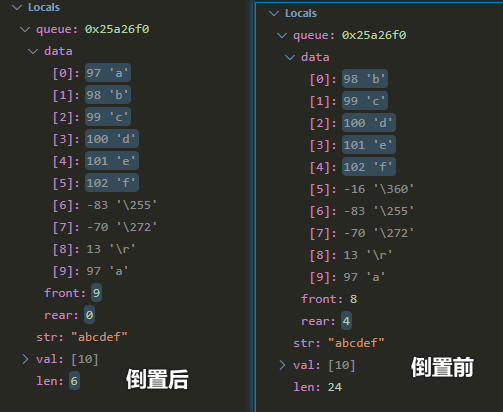 Locals
queue: 0x25a26f0
data
[0]: 97 'a'
[1]: 98 'b'
[2]: 99 'c'
[3]: 100 'd'
[4]: 101 'e'
[5]: 102 'f'
[6]: -83 '\255'
[7]: -70 '\272'
[8]: 13 '\r'
[9]: 97 'a'
front: 9
rear: 0
str: "abcdef"
val: [10]
len: 6
倒置后
Locals
queue: 0x25a26f0
data
[0]: 98 'b'
[1]: 99 'c'
[2]: 100 'd'
[3]: 101 'e'
[4]: 102 'f'
[5]: -16 '\360'
[6]: -83 '\255'
[7]: -70 '\272'
[8]: 13 '\r'
[9]: 97 'a'
front: 8
rear: 4
str: "abcdef"
val: [10]
len: 24
倒置前